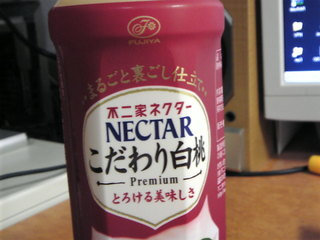 FUJIYA
まるごと裏ごし仕立て
不二家ネクター
NECTAR
こだわり白桃
Premium
とろける美味しさ